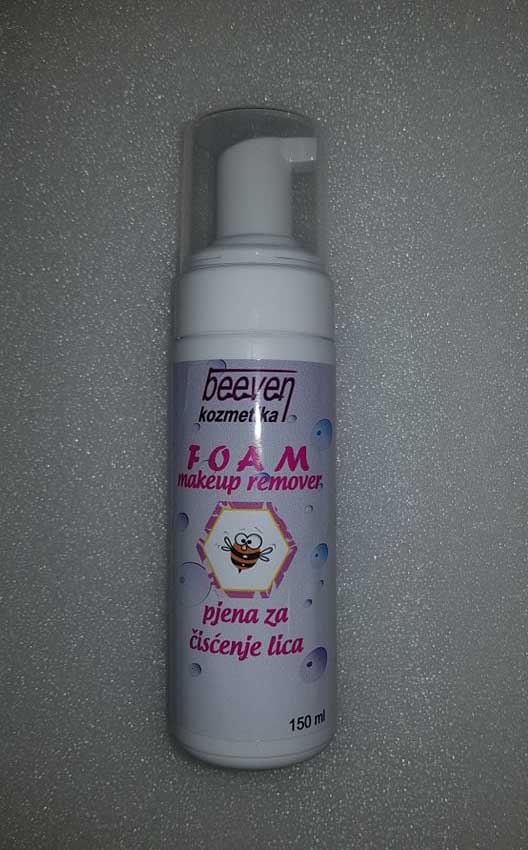 beeven
kozmetika
FOAM
makeup remover
pjena za
čisćenje lica
150 ml